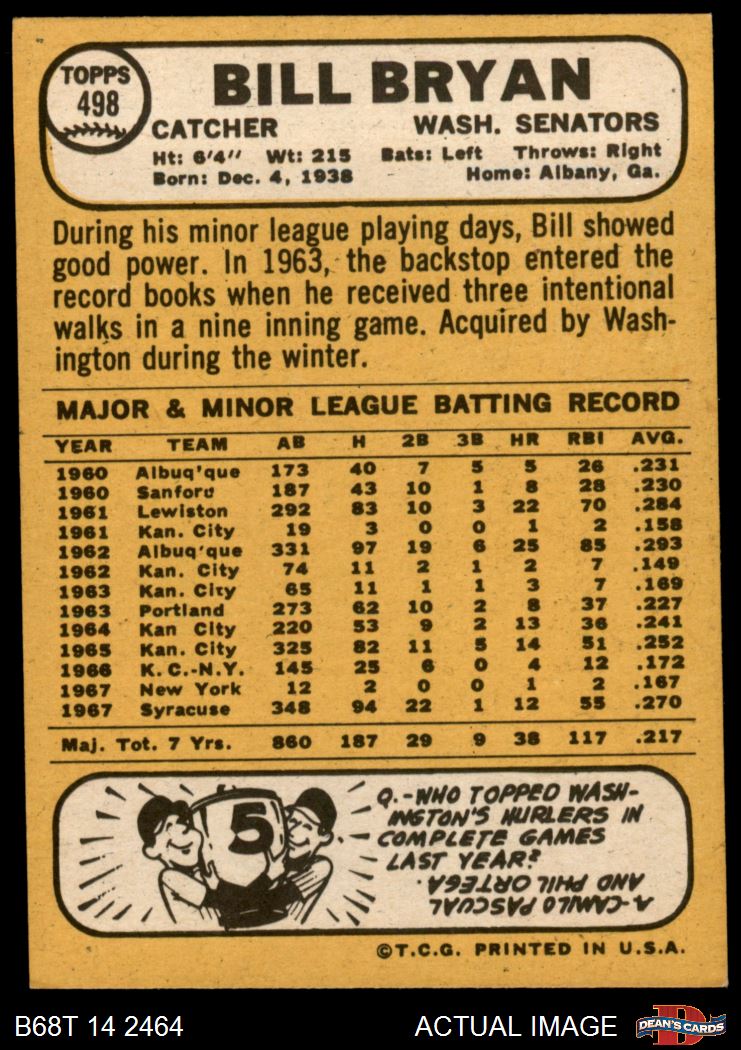 TOPPS
498
BILL BRYAN
CATCHER WASH. SENATORS
Ht: 6'4" Wt: 215 Bats: Left Throws: Right
Born: Dec. 4, 1938 Home: Albany, Ga.
During his minor league playing days, Bill showed
good power. In 1963, the backstop entered the
record books when he received three intentional
walks in a nine inning game. Acquired by Wash-
ington during the winter.
MAJOR & MINOR LEAGUE BATTING RECORD
YEAR TEAM AB H 2B 3B HR RBI AVG.
1960 Albuq'que 173 40 7 5 5 26 .231
1960 Sanford 187 43 10 1 8 28 .230
1961 Lewiston 292 83 10 3 22 70 .284
1961 Kan. City 19 3 0 0 1 2 .158
1962 Albuq'que 331 97 19 6 25 85 .293
1962 Kan. City 74 11 2 1 2 7 .149
1963 Kan. City 65 11 1 1 3 7 .169
1963 Portland 273 62 10 2 8 37 .227
1964 Kan City 220 53 9 2 13 36 .241
1965 Kan. City 325 82 11 5 14 51 .252
1966 K.C.-N.Y. 145 25 6 0 4 12 .172
1967 New York 12 2 0 0 1 2 .167
1967 Syracuse 348 94 22 1 12 55 .270
Maj. Tot. 7 Yrs. 860 187 29 9 38 117 .217
5
Q.-WHO TOPPED WASH-
INGTON'S HURLERS IN
COMPLETE GAMES
LAST YEAR?
A-CAMILO PASCUAL
AND PHIL ORTEGA.
©T.C.G. PRINTED IN U.S.A.
B68T 14 2464 ACTUAL IMAGE
D
DEAN'S CARDS